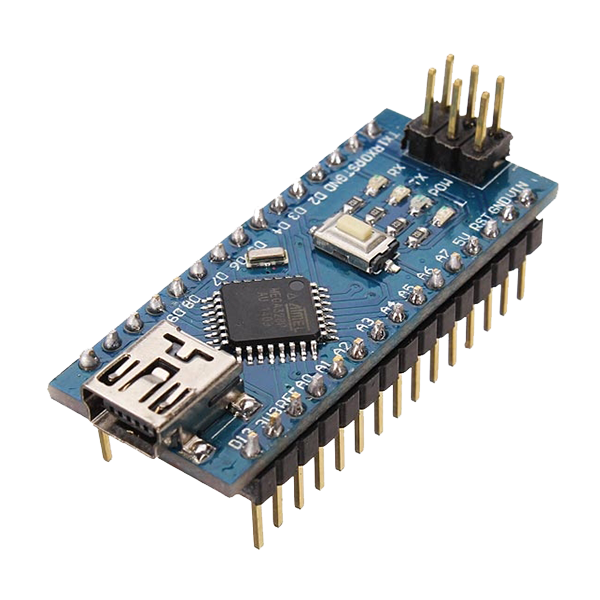 TX1
RX0
RST
GND
D2
D3
D4
D5
D6
D7
D8
D9
RX
TX
POW
L
ATMEL
D13
3V3
REF
A0
A1
A2
A3
A4
A5
A6
A7
5V
RST
GND
VIN